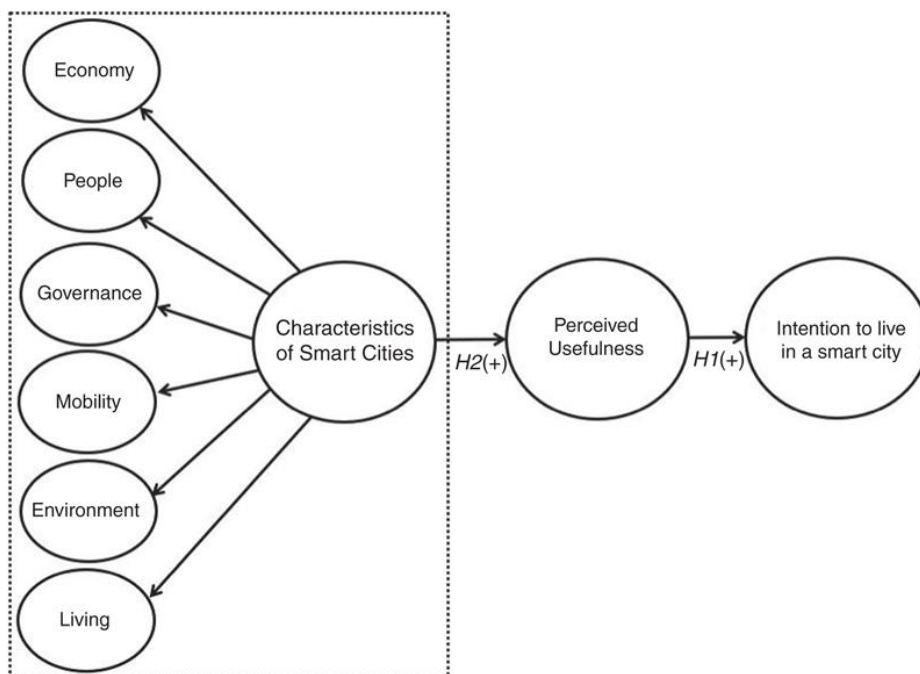 Economy
People
Governance
Mobility
Environment
Living
Characteristics
of Smart Cities
H2(+)
Perceived
Usefulness
H1(+)
Intention to live
in a smart city